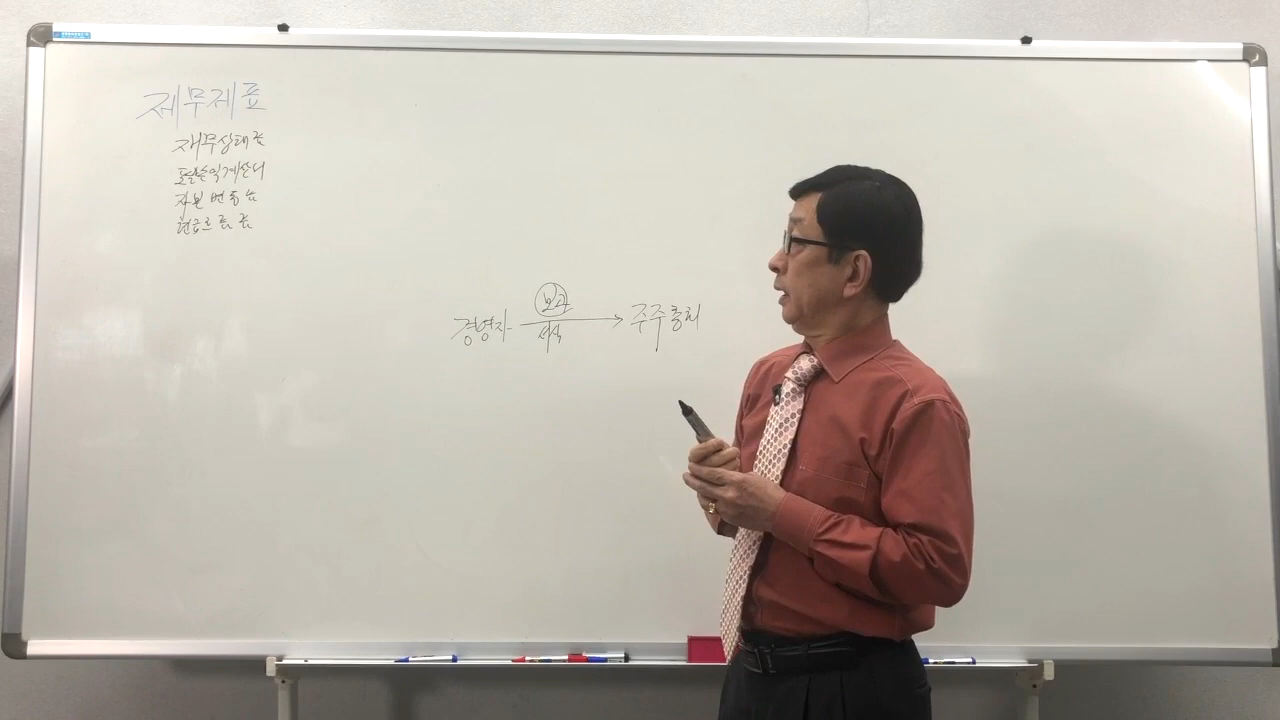 재무제표
재무상태표
포괄손익계산서
자본변동표
현금흐름표
보고
경영자 → 주주총회
서식